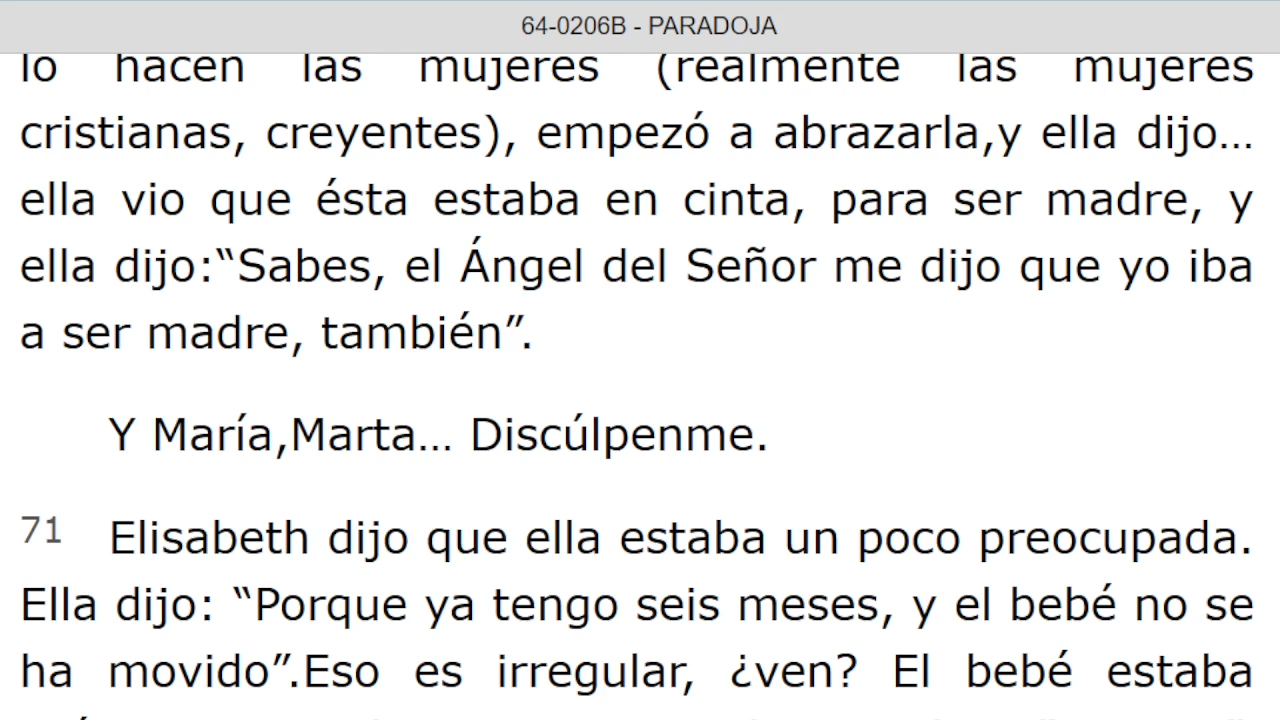 64-0206B - PARADOJA
lo hacen las mujeres (realmente las mujeres
cristianas, creyentes), empezó a abrazarla,y ella dijo...
ella vio que ésta estaba en cinta, para ser madre, y
ella dijo:“Sabes, el Ángel del Señor me dijo que yo iba
a ser madre, también”.
Y María,Marta... Discúlpenme.
71 Elisabeth dijo que ella estaba un poco preocupada.
Ella dijo: “Porque ya tengo seis meses, y el bebé no se
ha movido”.Eso es irregular, ¿ven? El bebé estaba